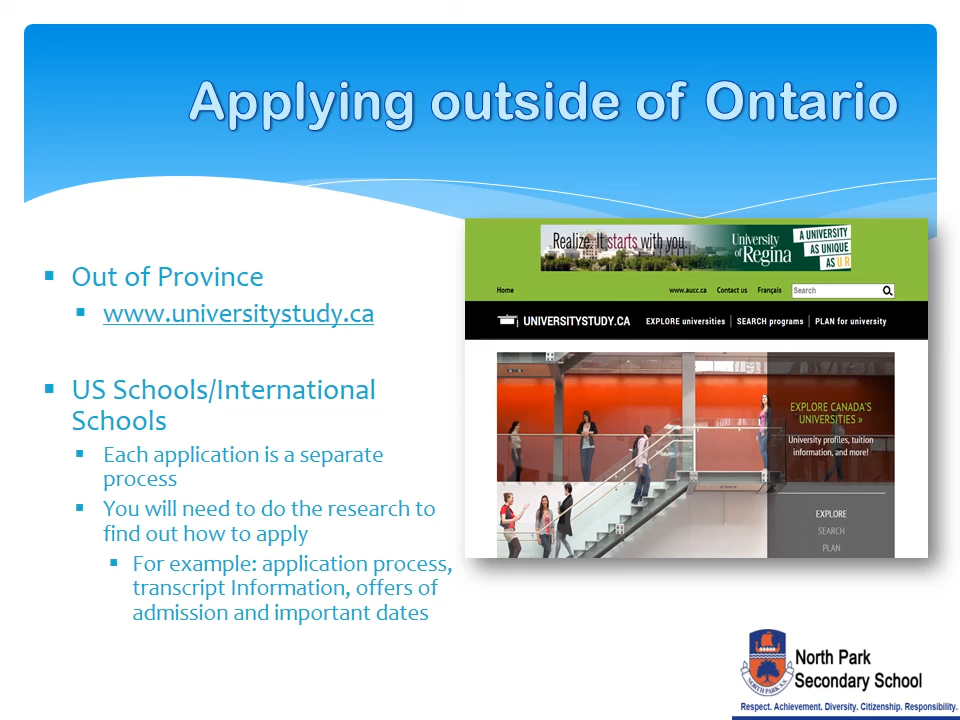 Applying outside of Ontario
Out of Province
www.universitystudy.ca
US Schools/International
Schools
Each application is a separate
process
You will need to do the research to
find out how to apply
For example: application process,
transcript Information, offers of
admission and important dates
Realize. It starts with you.
University
of Regina
A UNIVERSITY
AS UNIQUE
AS U R
Home
www.aucc.ca Contact us Français Search
UNIVERSITYSTUDY.CA EXPLORE universities SEARCH programs PLAN for university
EXPLORE CANADA'S
UNIVERSITIES »
University profiles, tuition
information, and more!
EXPLORE
SEARCH
PLAN
North Park
Secondary School
Respect. Achievement. Diversity. Citizenship. Responsibility.